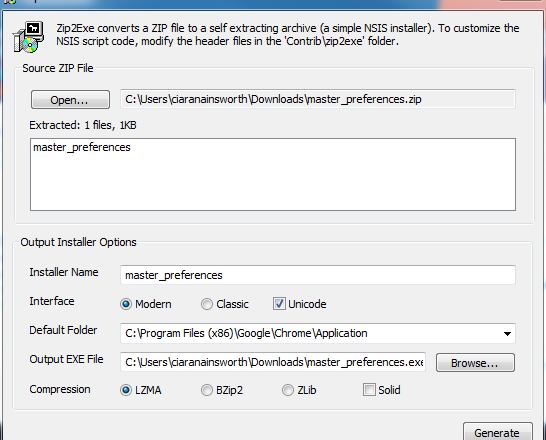 Zip2Exe converts a ZIP file to a self extracting archive (a simple NSIS installer). To customize the
NSIS script code, modify the header files in the 'Contrib\zip2exe' folder.
Source ZIP File
Open... C:\Users\ciaranainsworth\Downloads\master_preferences.zip
Extracted: 1 files, 1KB
master_preferences
Output Installer Options
Installer Name master_preferences
Interface Modern Classic Unicode
Default Folder C:\Program Files (x86)\Google\Chrome\Application
Output EXE File C:\Users\ciaranainsworth\Downloads\master_preferences.exe Browse...
Compression LZMA BZip2 ZLib Solid
Generate